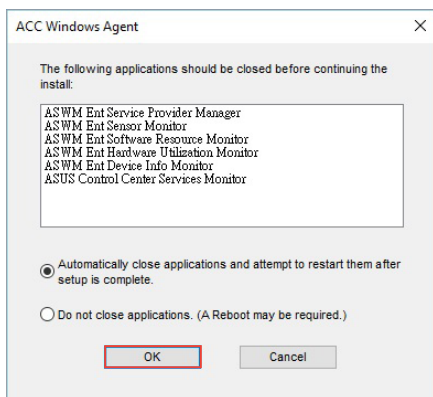 ACC Windows Agent
The following applications should be closed before continuing the
install:
ASWM Ent Service Provider Manager
ASWM Ent Sensor Monitor
ASWM Ent Software Resource Monitor
ASWM Ent Hardware Utilization Monitor
ASWM Ent Device Info Monitor
ASUS Control Center Services Monitor
Automatically close applications and attempt to restart them after
setup is complete.
Do not close applications. (A Reboot may be required.)
OK
Cancel